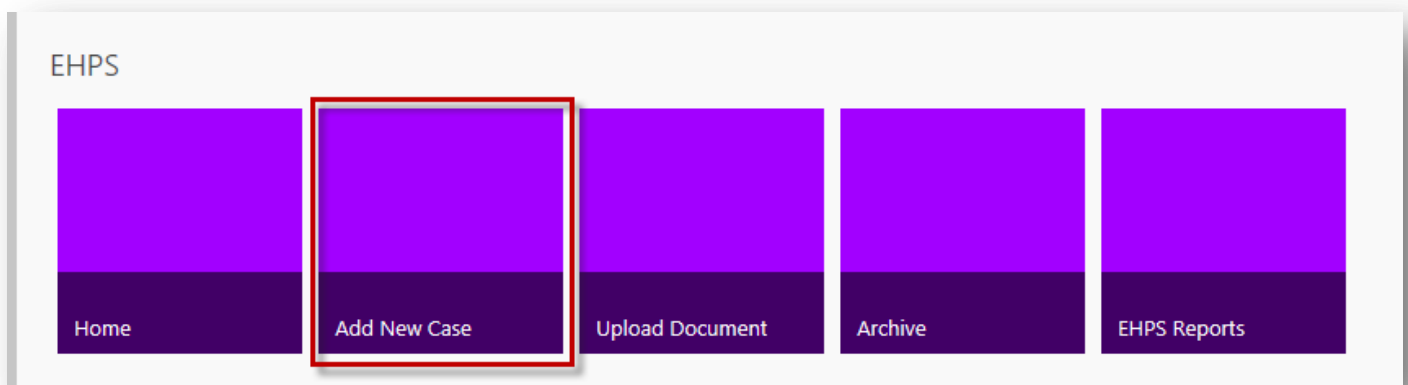 EHPS
Home
Add New Case
Upload Document
Archive
EHPS Reports